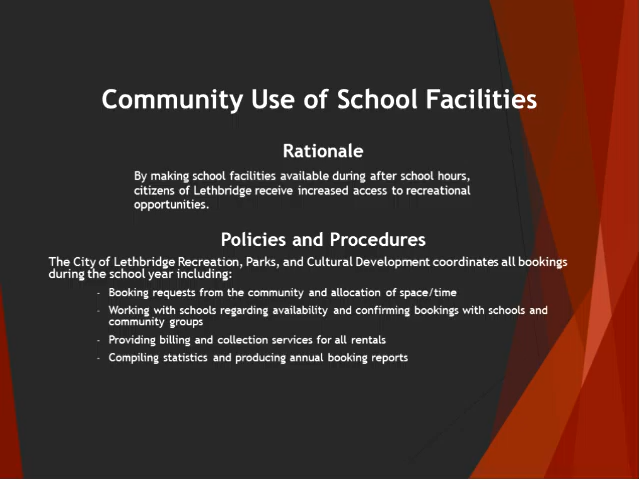 Community Use of School Facilities
Rationale
By making school facilities available during after school hours,
citizens of Lethbridge receive increased access to recreational
opportunities.
Policies and Procedures
The City of Lethbridge Recreation, Parks, and Cultural Development coordinates all bookings
during the school year including:
- Booking requests from the community and allocation of space/time
- Working with schools regarding availability and confirming bookings with schools and
community groups
- Providing billing and collection services for all rentals
- Compiling statistics and producing annual booking reports